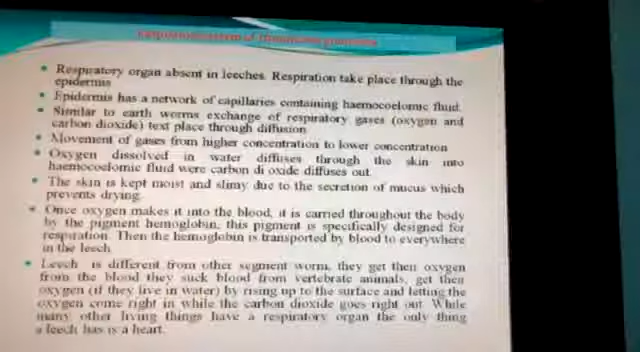 Respiratory organ absent in leeches. Respiration take place through the
epidermis
Epidermis has a network of capillaries containing haemocoelomic fluid.
Similar to earth worms exchange of respiratory gases (oxygen and
carbon dioxide) text place through diffusion
Movement of gases from higher concentration to lower concentration
Oxygen dissolved in water diffuses through the skin into
haemocoelomic fluid were carbon di oxide diffuses out.
The skin is kept moist and slimy due to the secretion of mucus which
prevents drying.
Once oxygen makes it into the blood, it is carried throughout the body
by the pigment hemoglobin, this pigment is specifically designed for
respiration. Then the hemoglobin is transported by blood to everywhere
in the leech.
Leech is different from other segment worm, they get then oxygen
from the blood they suck blood from vertebrate animals, get then
oxygen (if they live in water) by rising up to the surface and letting the
oxygen come right in while the carbon dioxide goes right out. While
many other living things have a respiratory organ the only thing
a leech has is a heart.